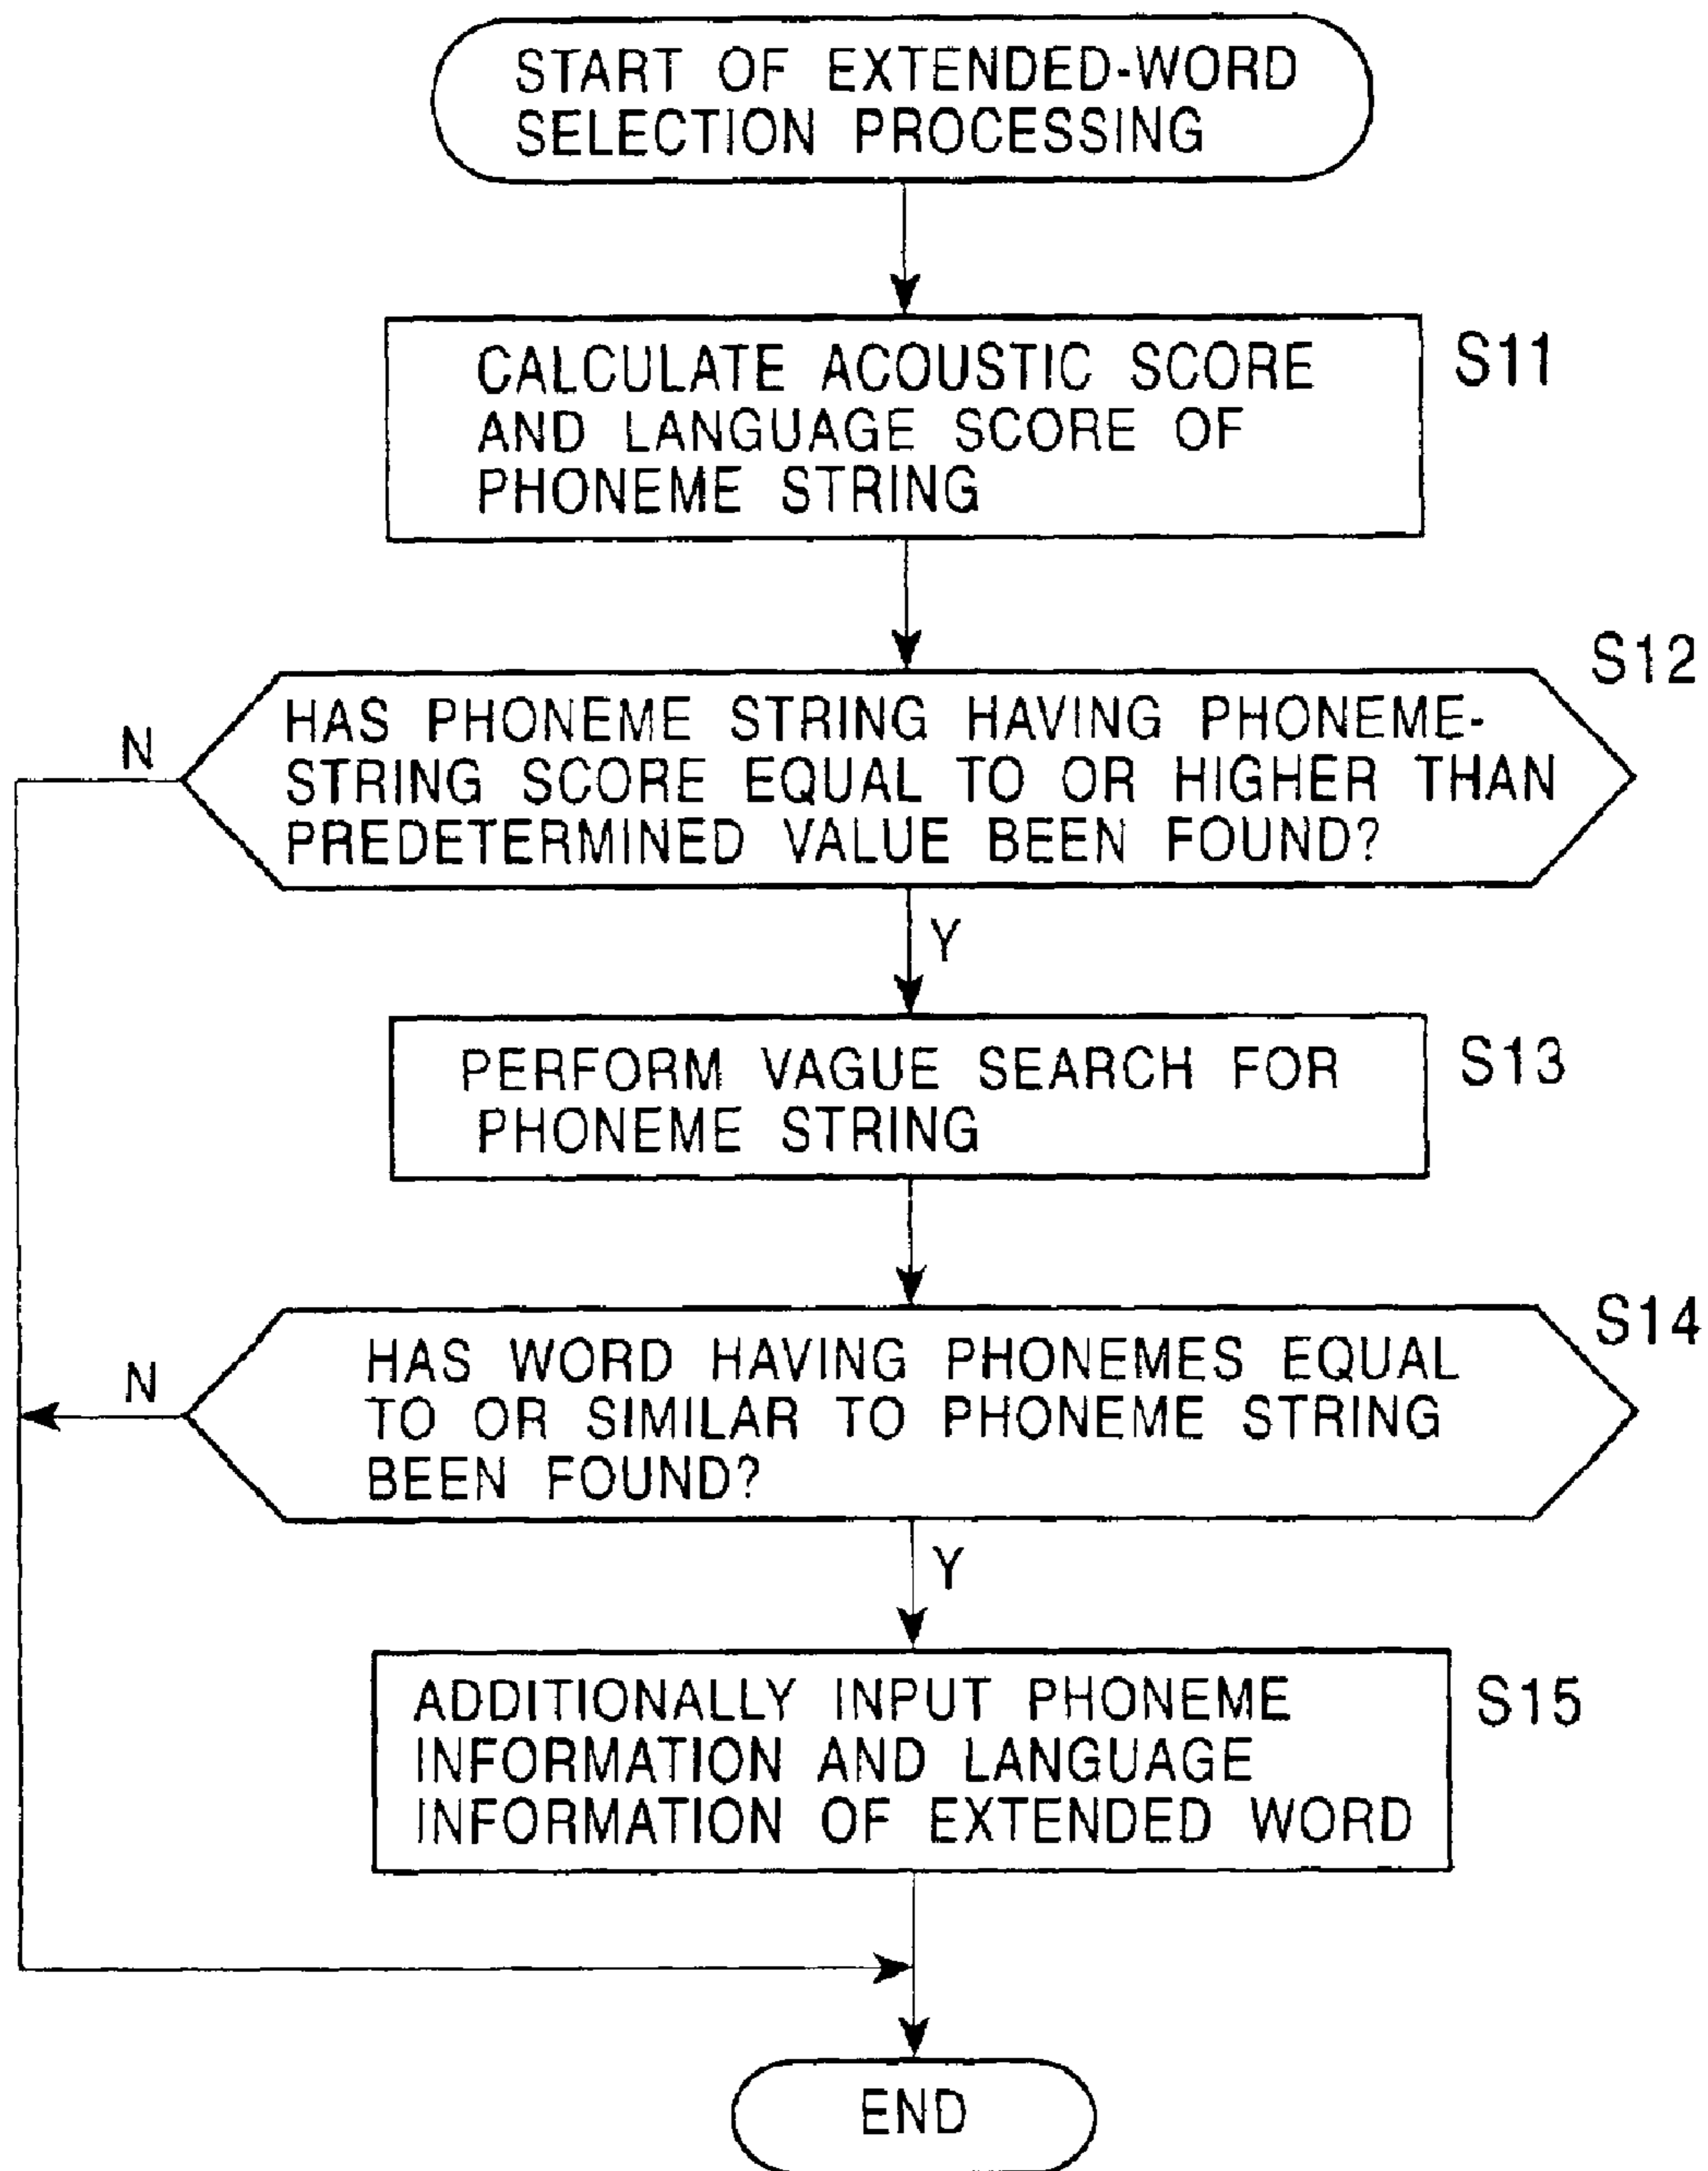 START OF EXTENDED-WORD
SELECTION PROCESSING
CALCULATE ACOUSTIC SCORE
AND LANGUAGE SCORE OF
PHONEME STRING
S11
S12
HAS PHONEME STRING HAVING PHONEME-
STRING SCORE EQUAL TO OR HIGHER THAN
PREDETERMINED VALUE BEEN FOUND?
N
Y
PERFORM VAGUE SEARCH FOR
PHONEME STRING
S13
S14
HAS WORD HAVING PHONEMES EQUAL
TO OR SIMILAR TO PHONEME STRING
BEEN FOUND?
N
Y
ADDITIONALLY INPUT PHONEME
INFORMATION AND LANGUAGE
INFORMATION OF EXTENDED WORD
S15
END